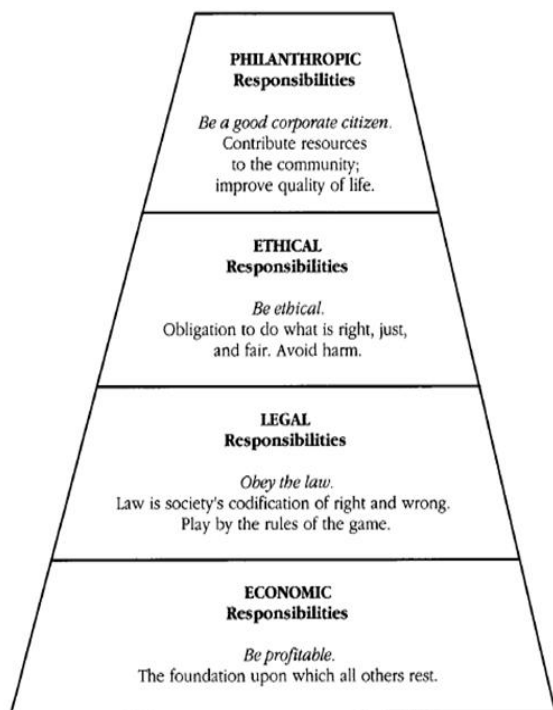 PHILANTHROPIC
Responsibilities
Be a good corporate citizen.
Contribute resources
to the community;
improve quality of life.
ETHICAL
Responsibilities
Be ethical.
Obligation to do what is right, just,
and fair. Avoid harm.
LEGAL
Responsibilities
Obey the law.
Law is society's codification of right and wrong.
Play by the rules of the game.
ECONOMIC
Responsibilities
Be profitable.
The foundation upon which all others rest.